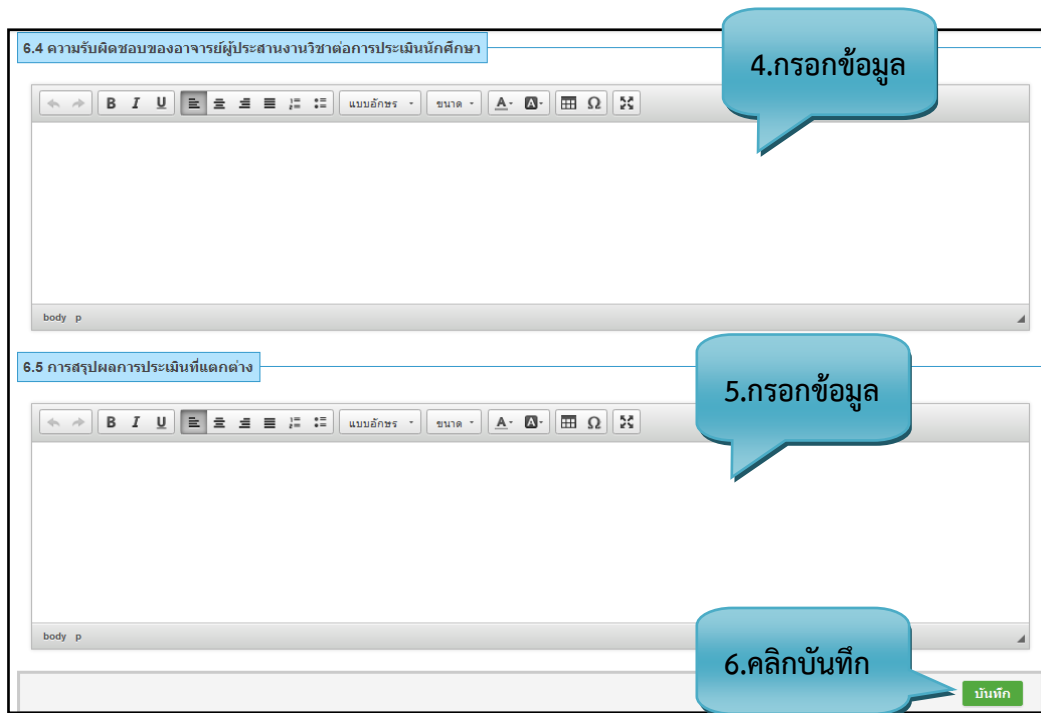 6.4 ความรับผิดชอบของอาจารย์ผู้ประสานงานวิชาต่อการประเมินนักศึกษา
4.กรอกข้อมูล
B I U แบบอักษร ขนาด A A Ω
body p
6.5 การสรุปผลการประเมินที่แตกต่าง
5.กรอกข้อมูล
B I U แบบอักษร ขนาด A A Ω
body p
6.คลิกบันทึก
บันทึก